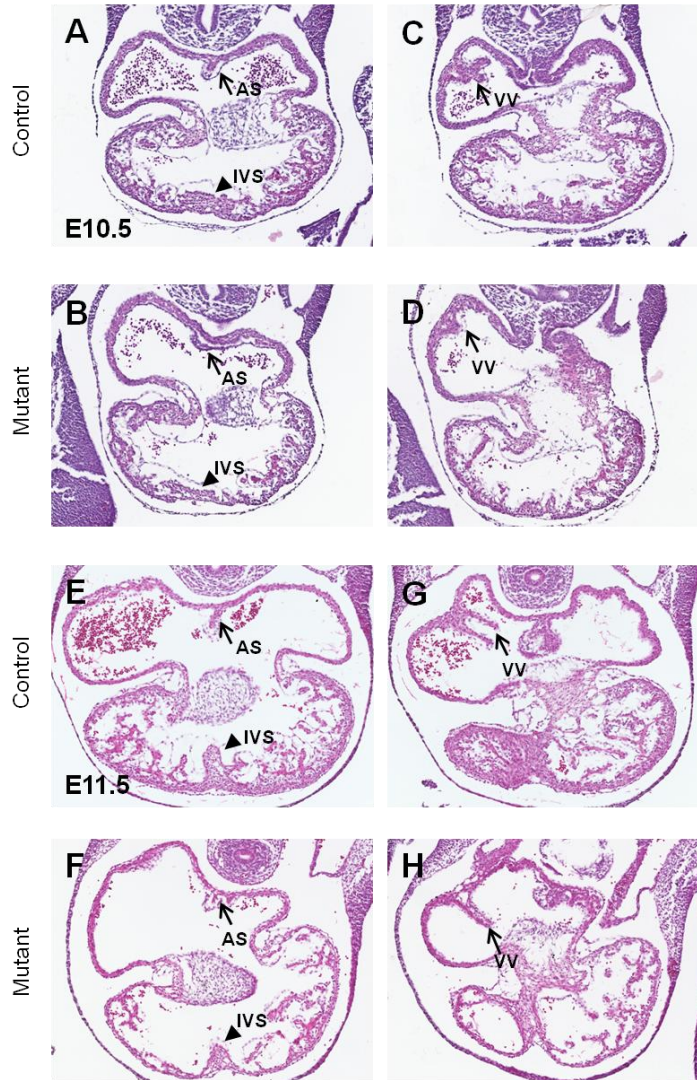 Control
A
AS
IVS
E10.5
C
VV
Mutant
B
AS
IVS
D
VV
Control
E
AS
IVS
E11.5
G
VV
Mutant
F
AS
IVS
H
VV